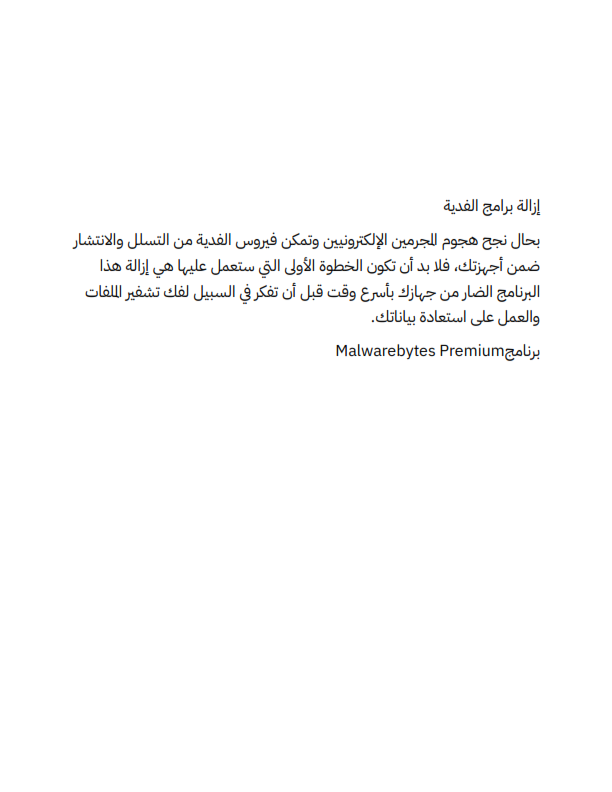 إزالة برامج الفدية
بحال نجح هجوم المجرمين الإلكترونيين وتمكن فيروس الفدية من التسلل والانتشار
ضمن أجهزتك، فلا بد أن تكون الخطوة الأولى التي ستعمل عليها هي إزالة هذا
البرنامج الضار من جهازك بأسرع وقت قبل أن تفكر في السبيل لفك تشفير الملفات
والعمل على استعادة بياناتك.
برنامجMalwarebytes Premium